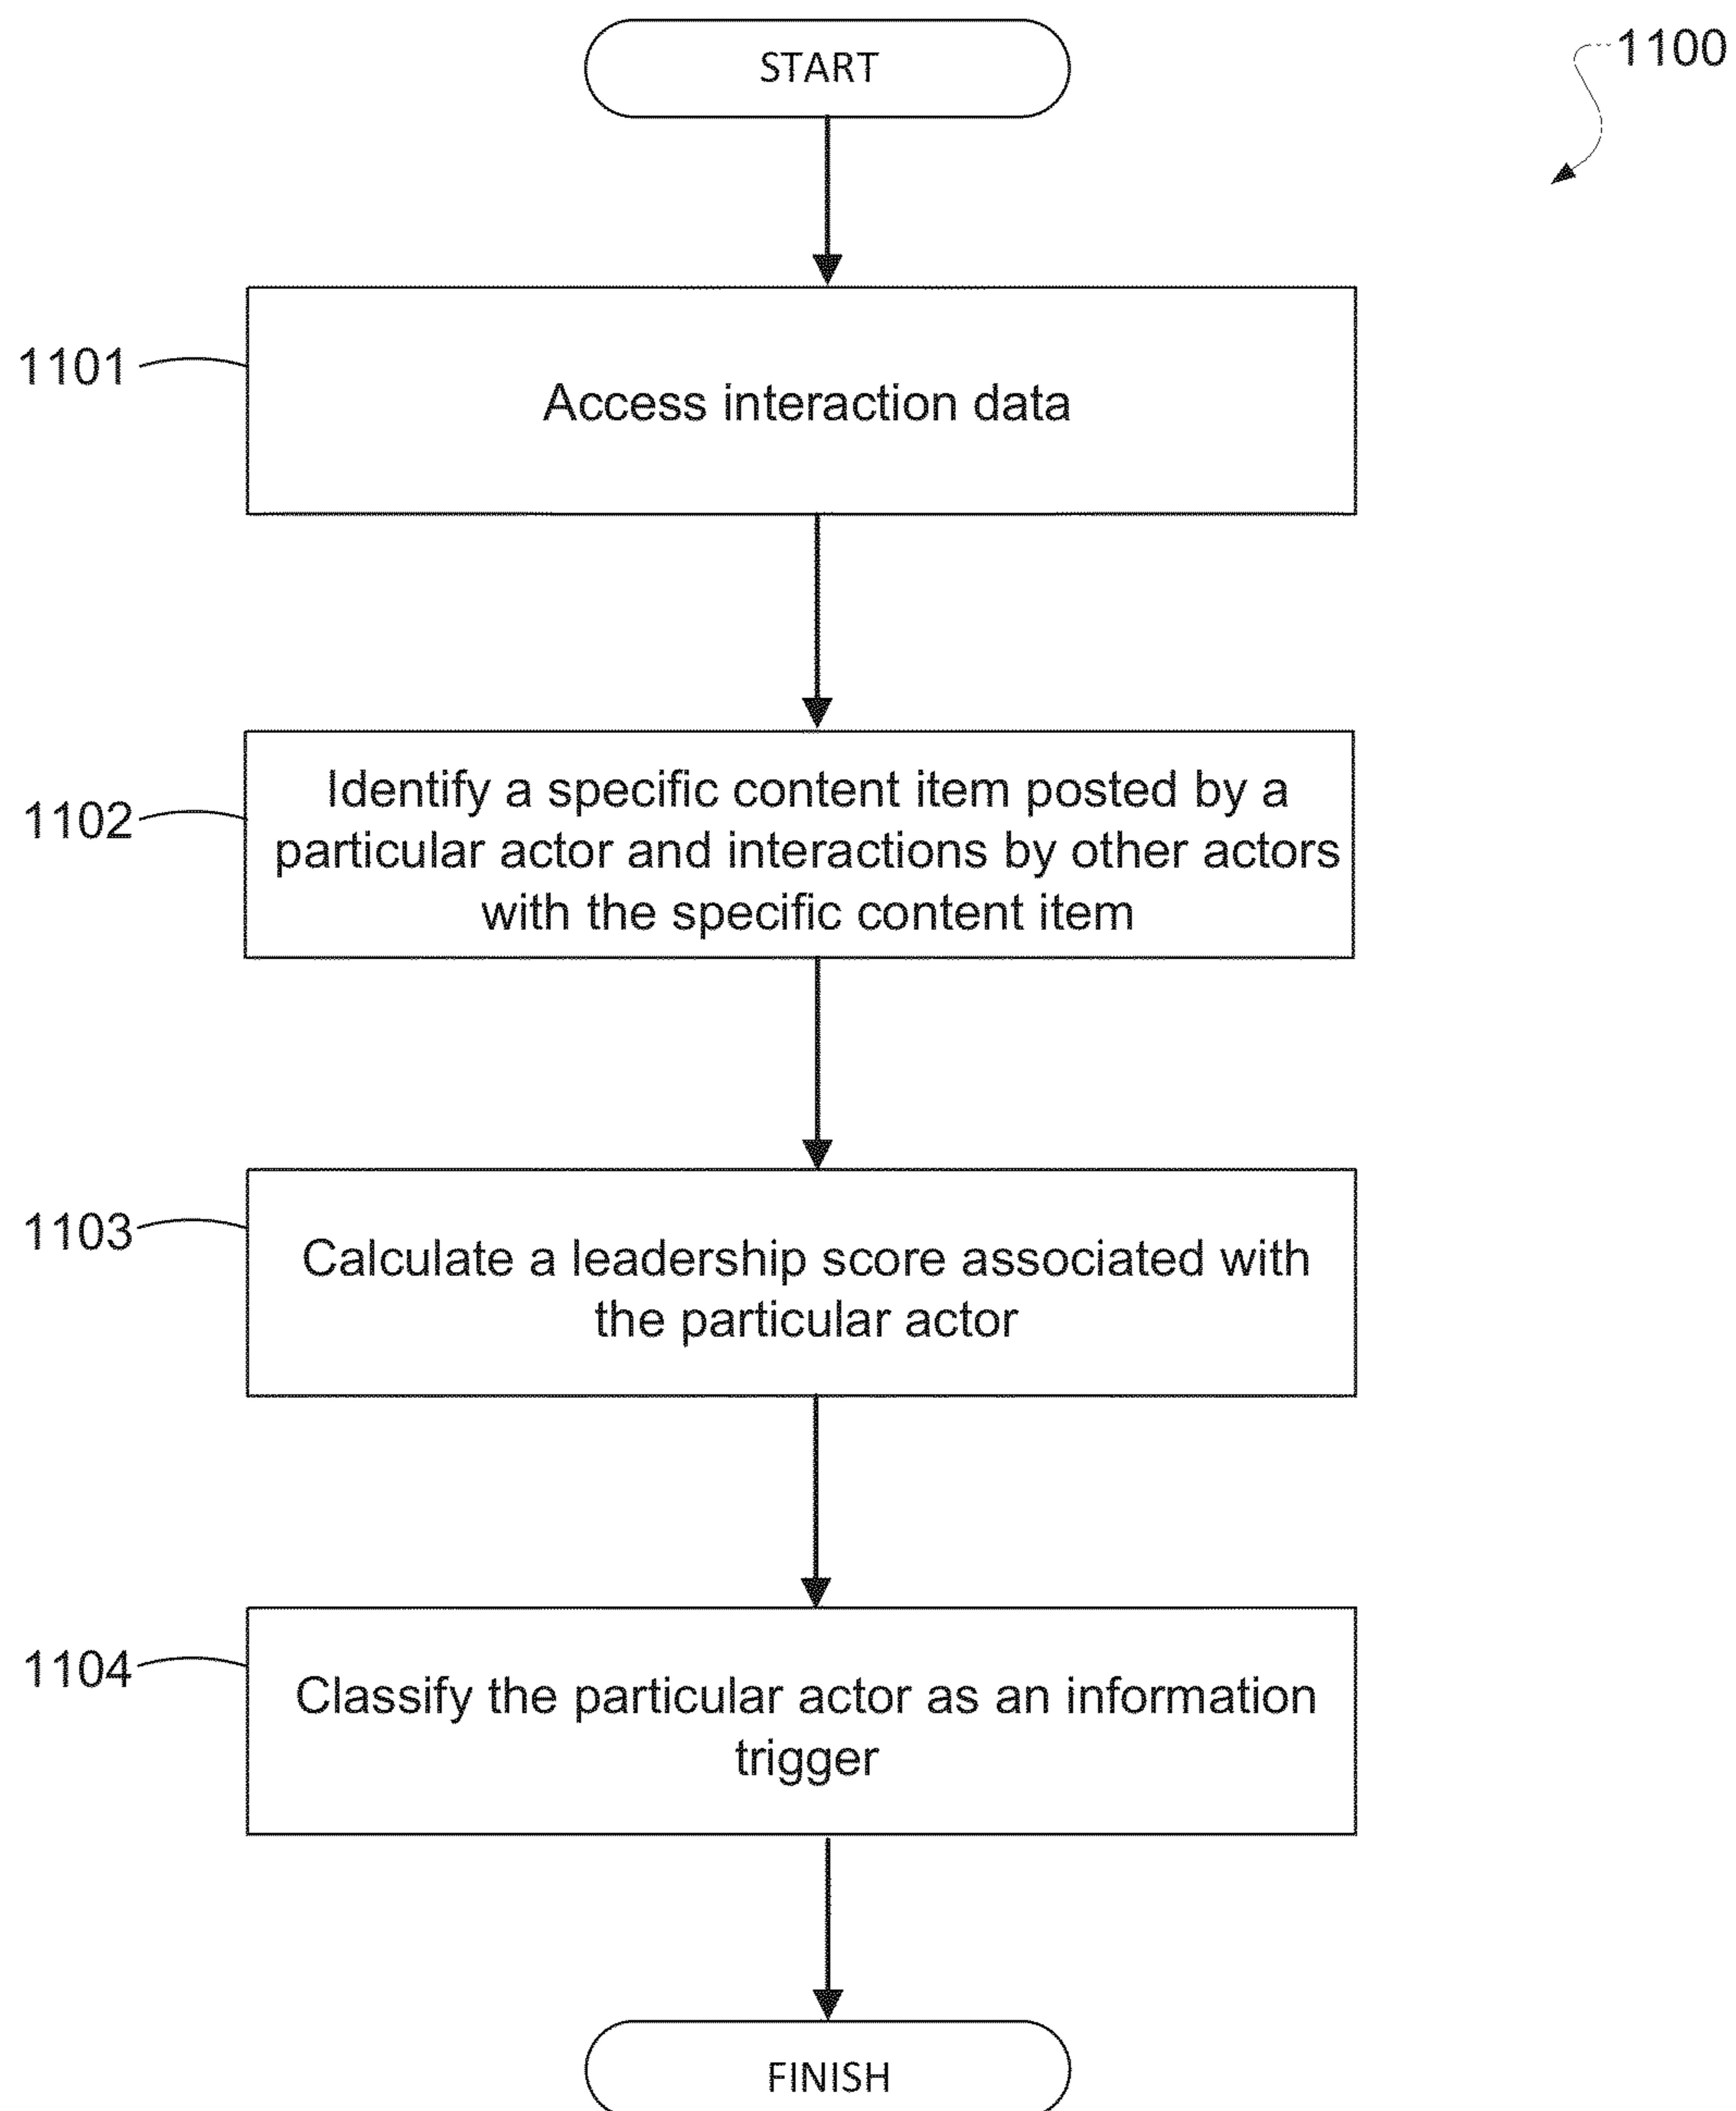 START
1100
1101
Access interaction data
1102
Identify a specific content item posted by a
particular actor and interactions by other actors
with the specific content item
1103
Calculate a leadership score associated with
the particular actor
1104
Classify the particular actor as an information
trigger
FINISH